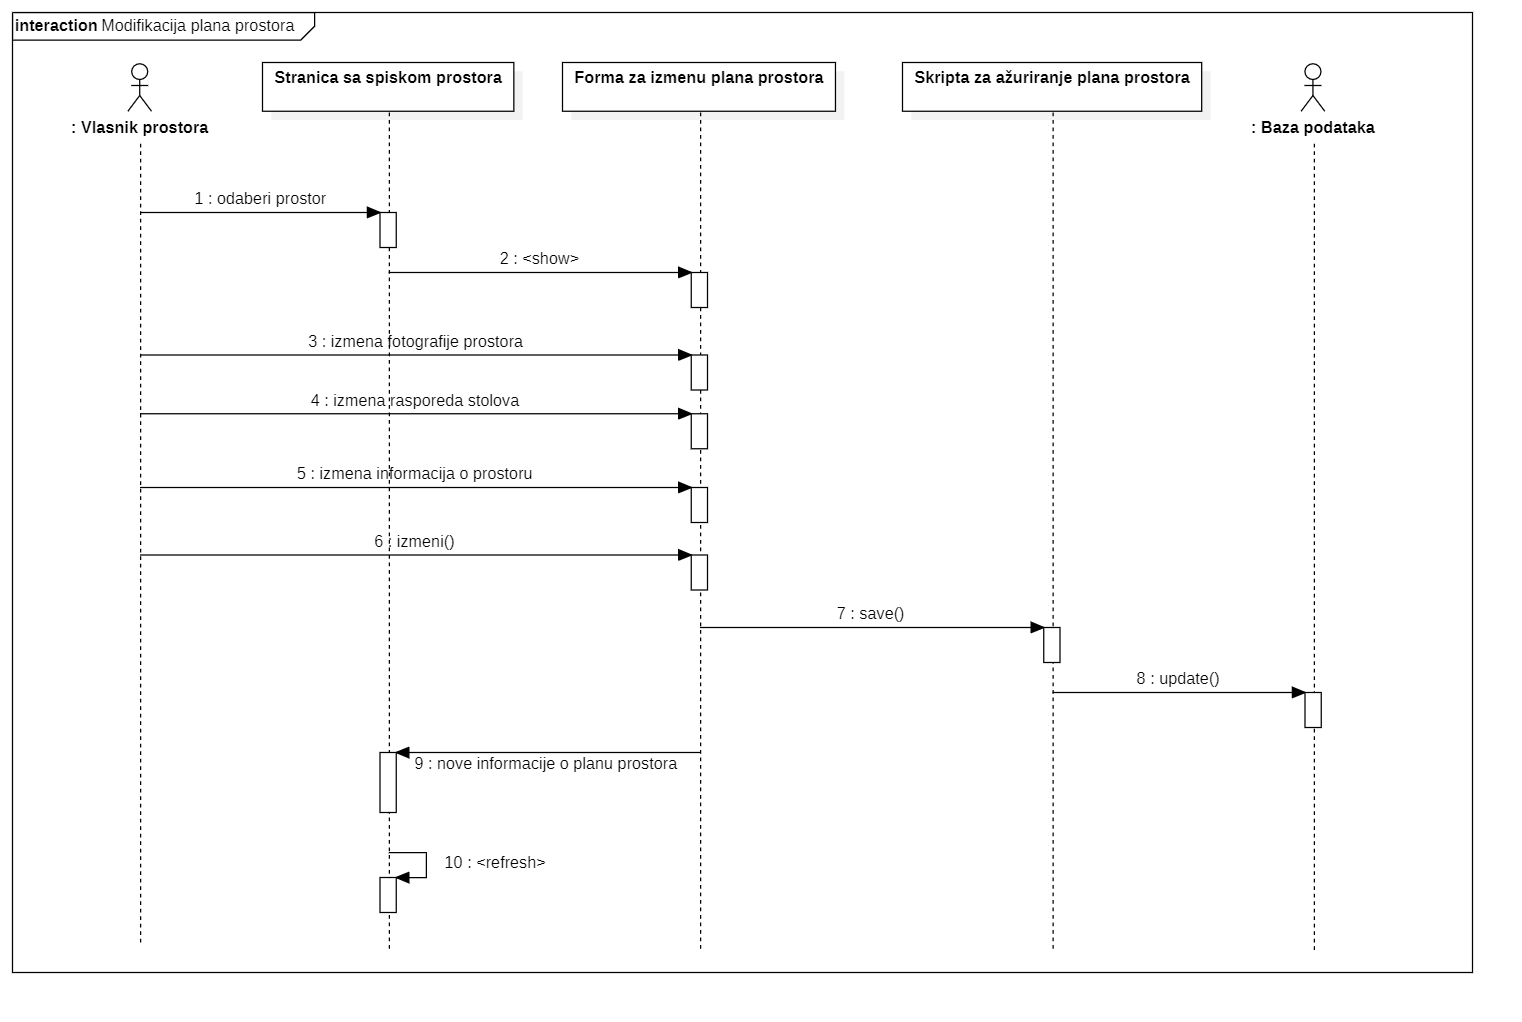 interaction Modifikacija plana prostora
: Vlasnik prostora
Stranica sa spiskom prostora
Forma za izmenu plana prostora
Skripta za ažuriranje plana prostora
: Baza podataka
1 : odaberi prostor
2 : <show>
3 : izmena fotografije prostora
4 : izmena rasporeda stolova
5 : izmena informacija o prostoru
6 : izmeni()
7 : save()
8 : update()
9 : nove informacije o planu prostora
10 : <refresh>